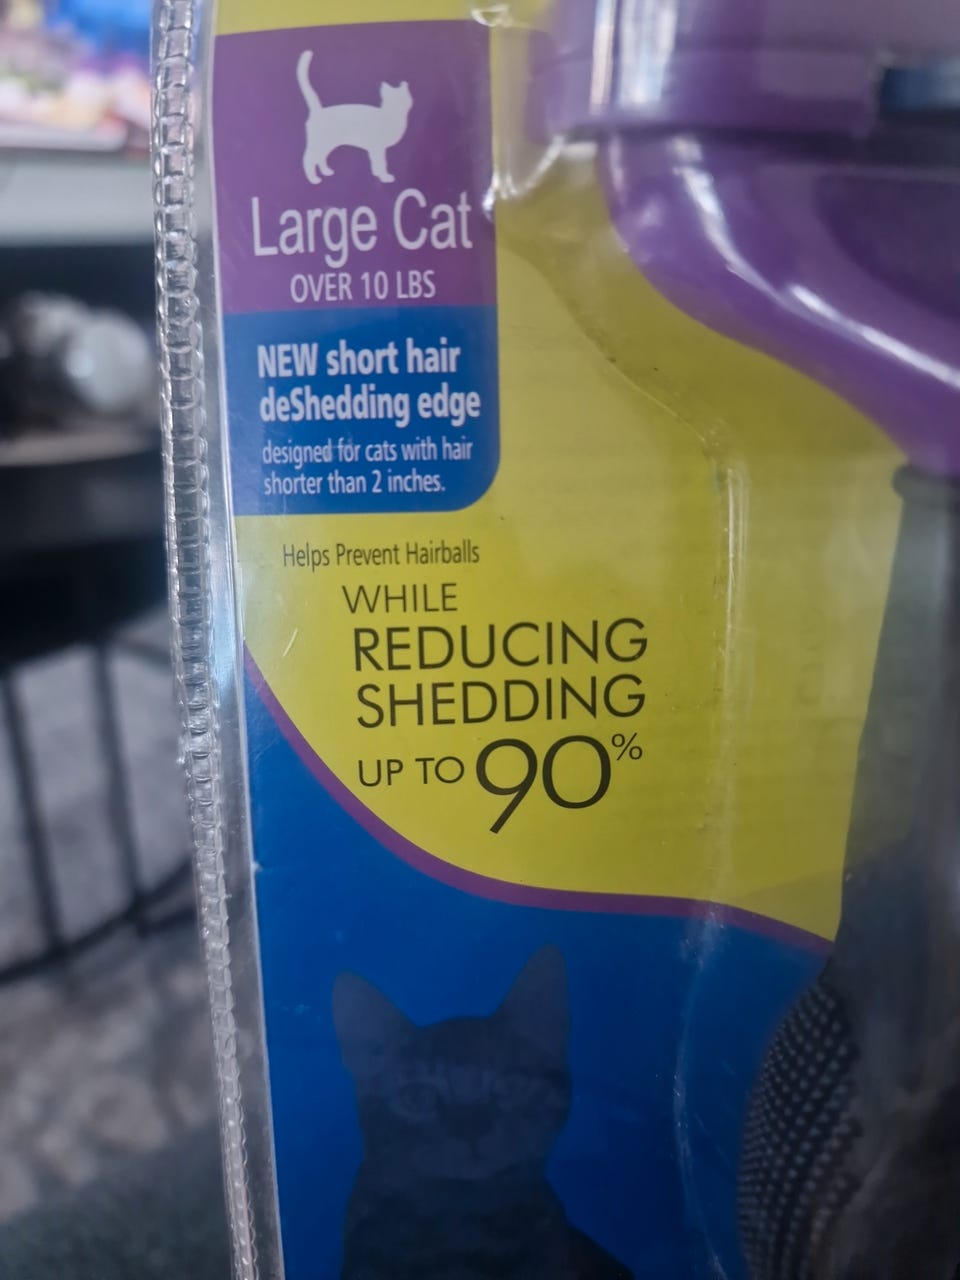 Large Cat
OVER 10 LBS
NEW short hair
deShedding edge
designed for cats with hair
shorter than 2 inches.
Helps Prevent Hairballs
WHILE
REDUCING
SHEDDING
UP TO 90%